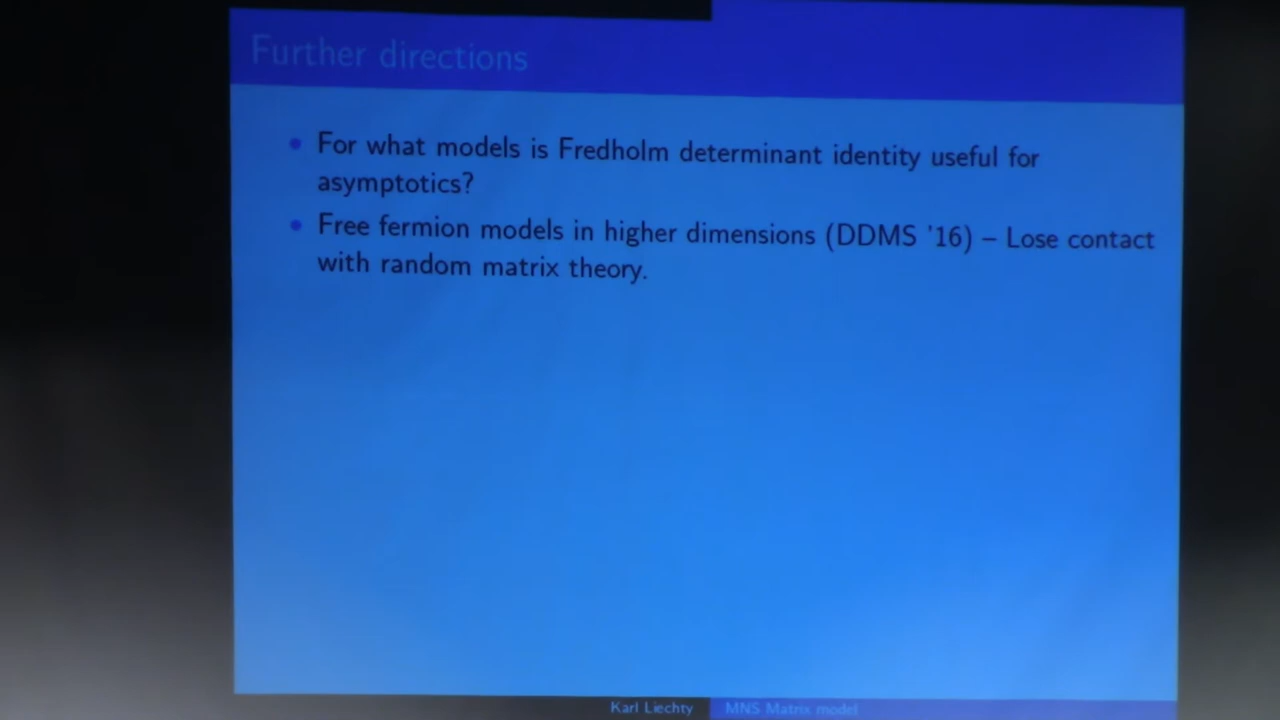 Further directions
For what models is Fredholm determinant identity useful for
asymptotics?
Free fermion models in higher dimensions (DDMS '16) – Lose contact
with random matrix theory.
Karl Liechty MNS Matrix model